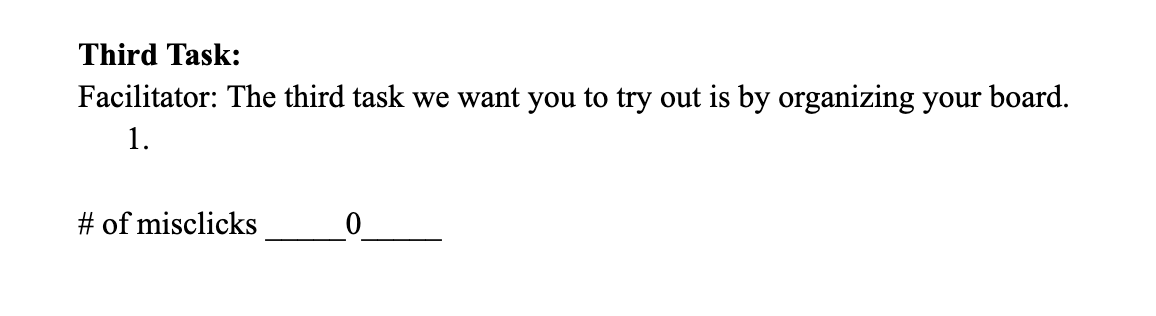 Third Task:
Facilitator: The third task we want you to try out is by organizing your board.
1.
# of misclicks _____0_____